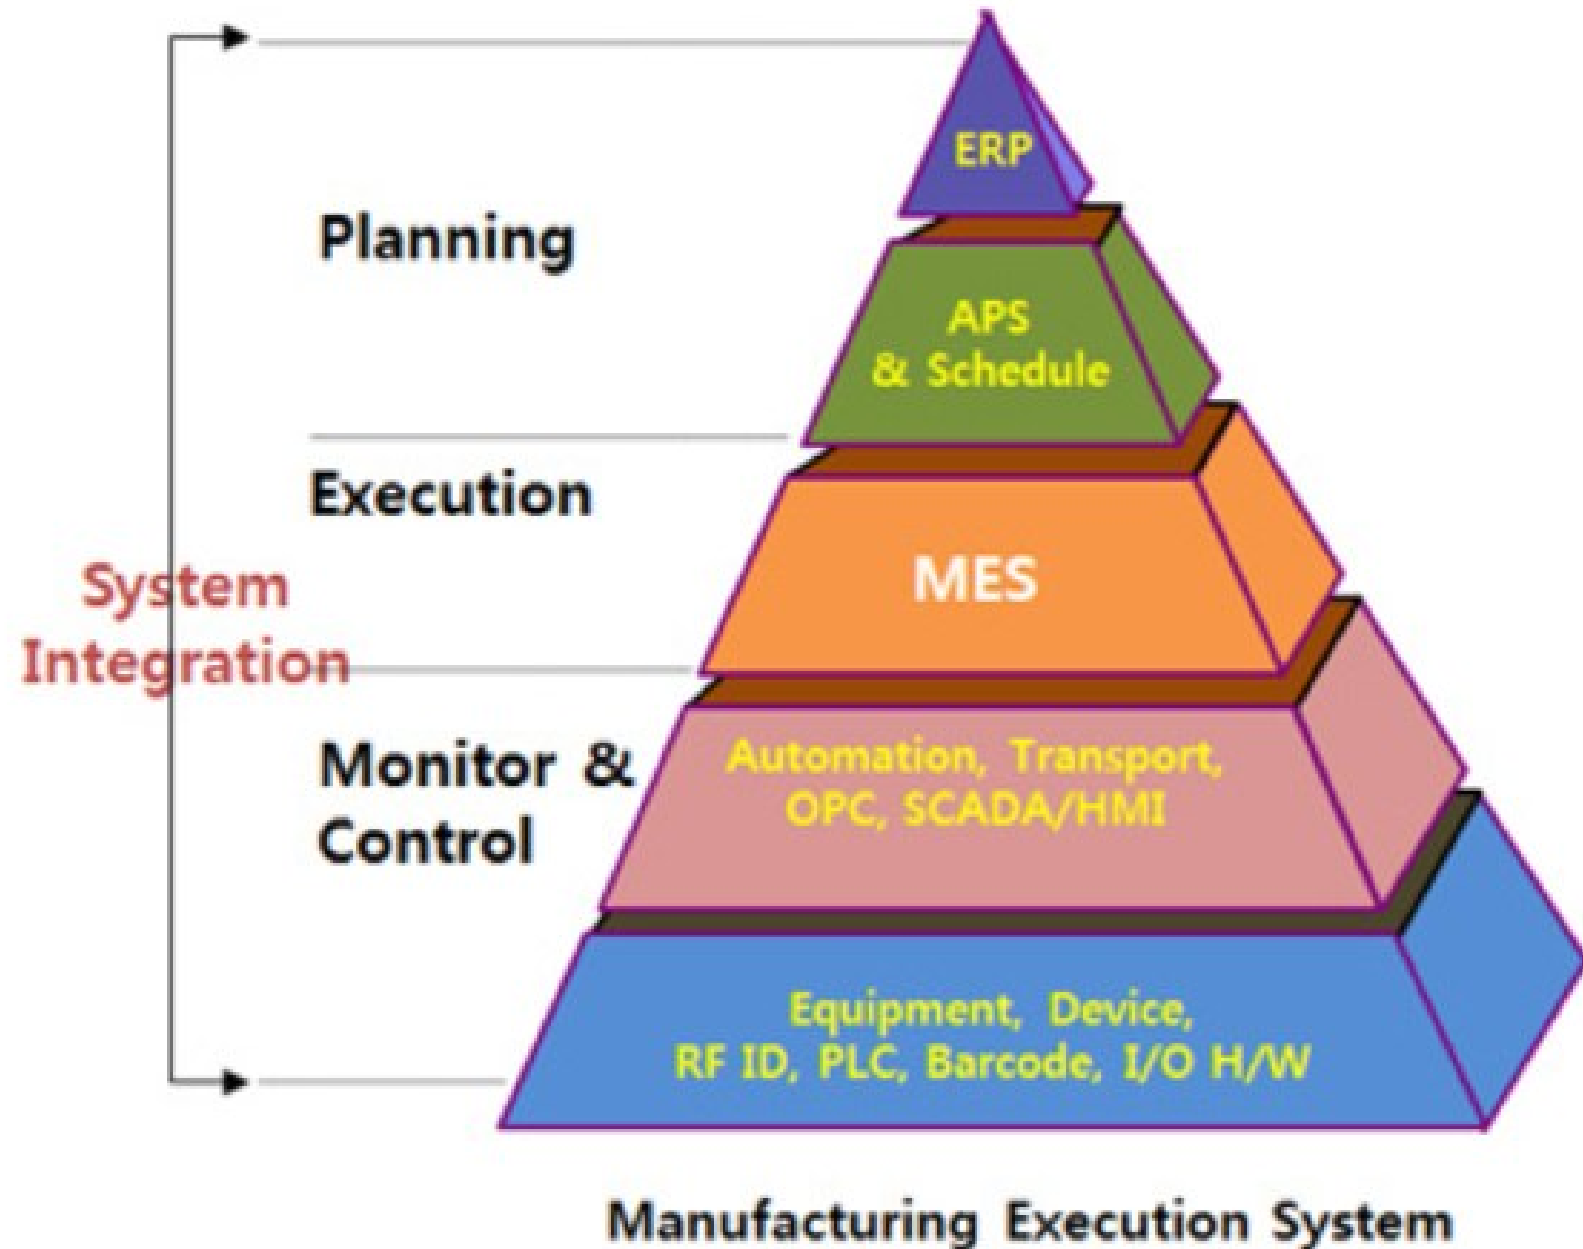 ERP
Planning
APS
& Schedule
Execution
MES
System
Integration
Monitor &
Control
Automation, Transport,
OPC, SCADA/HMI
Equipment, Device,
RF ID, PLC, Barcode, I/O H/W
Manufacturing Execution System